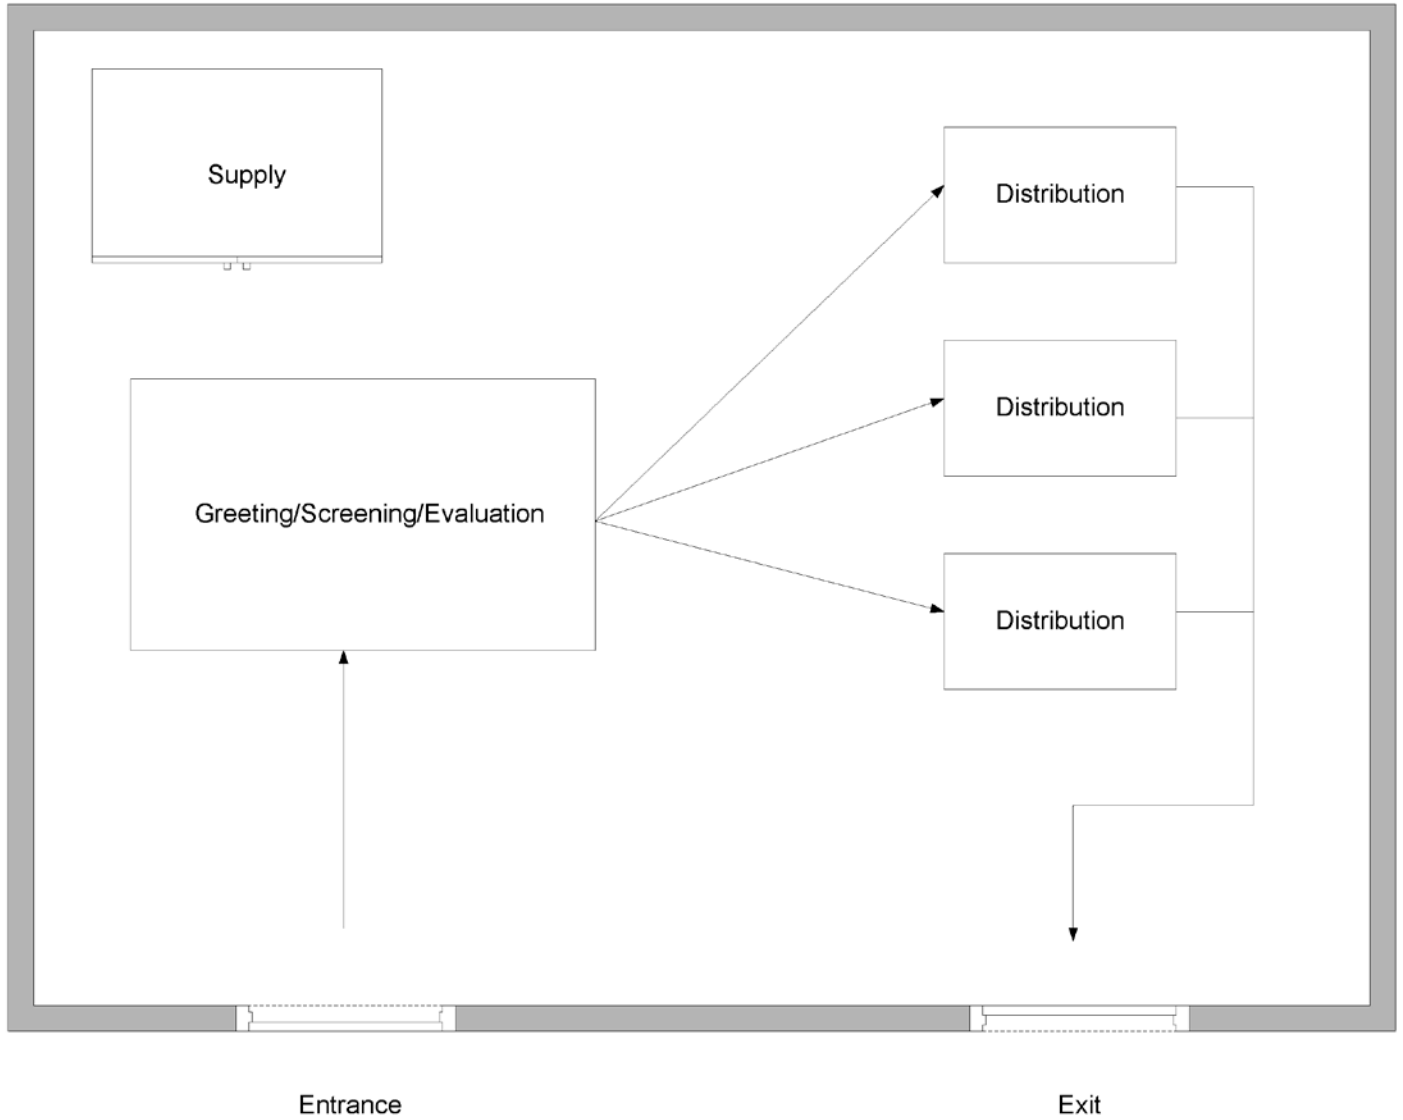 Supply
Distribution
Distribution
Greeting/Screening/Evaluation
Distribution
Entrance
Exit